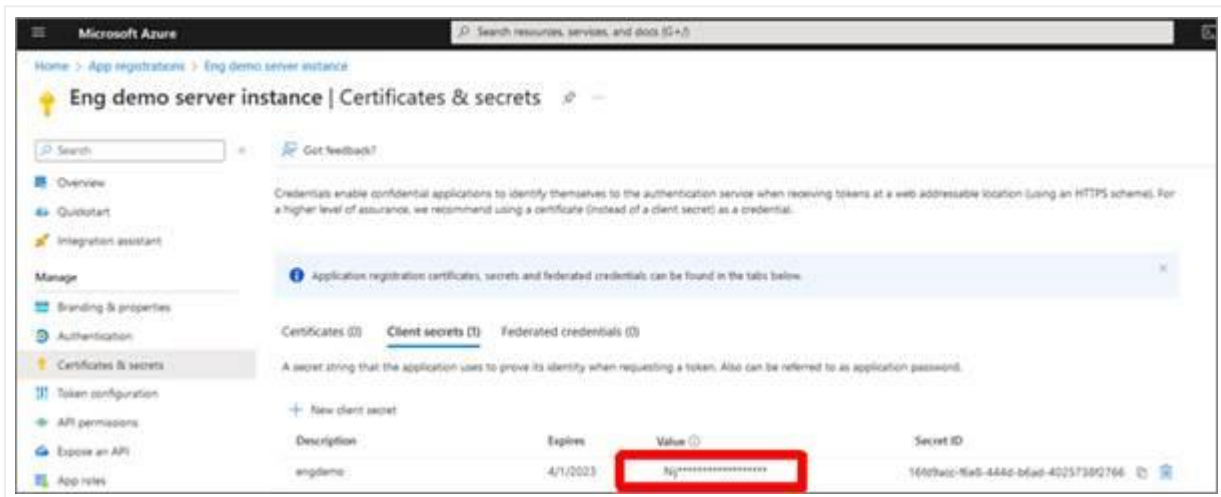 Microsoft Azure
Search resources, services, and docs (G+/)
Home > App registrations > Eng demo server instance
Eng demo server instance | Certificates & secrets
Search
Got feedback?
Overview
Quickstart
Integration assistant
Manage
Branding & properties
Authentication
Certificates & secrets
Token configuration
API permissions
Expose an API
App roles
Credentials enable confidential applications to identify themselves to the authentication service when receiving tokens at a web addressable location (using an HTTPS scheme). For
a higher level of assurance, we recommend using a certificate (instead of a client secret) as a credential.
Application registration certificates, secrets and federated credentials can be found in the tabs below.
Certificates (0) Client secrets (1) Federated credentials (0)
A secret string that the application uses to prove its identity when requesting a token. Also can be referred to as application password.
+ New client secret
Description Expires Value Secret ID
engdemo 4/1/2023